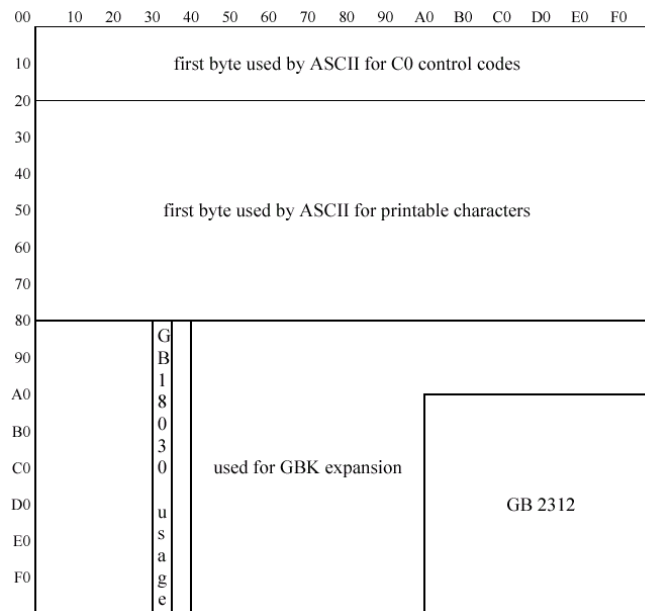 00 10 20 30 40 50 60 70 80 90 A0 B0 C0 D0 E0 F0
10
first byte used by ASCII for C0 control codes
20
30
40
50
first byte used by ASCII for printable characters
60
70
80
90
A0
B0
C0
D0
E0
F0
GB18030 usage
used for GBK expansion
GB 2312